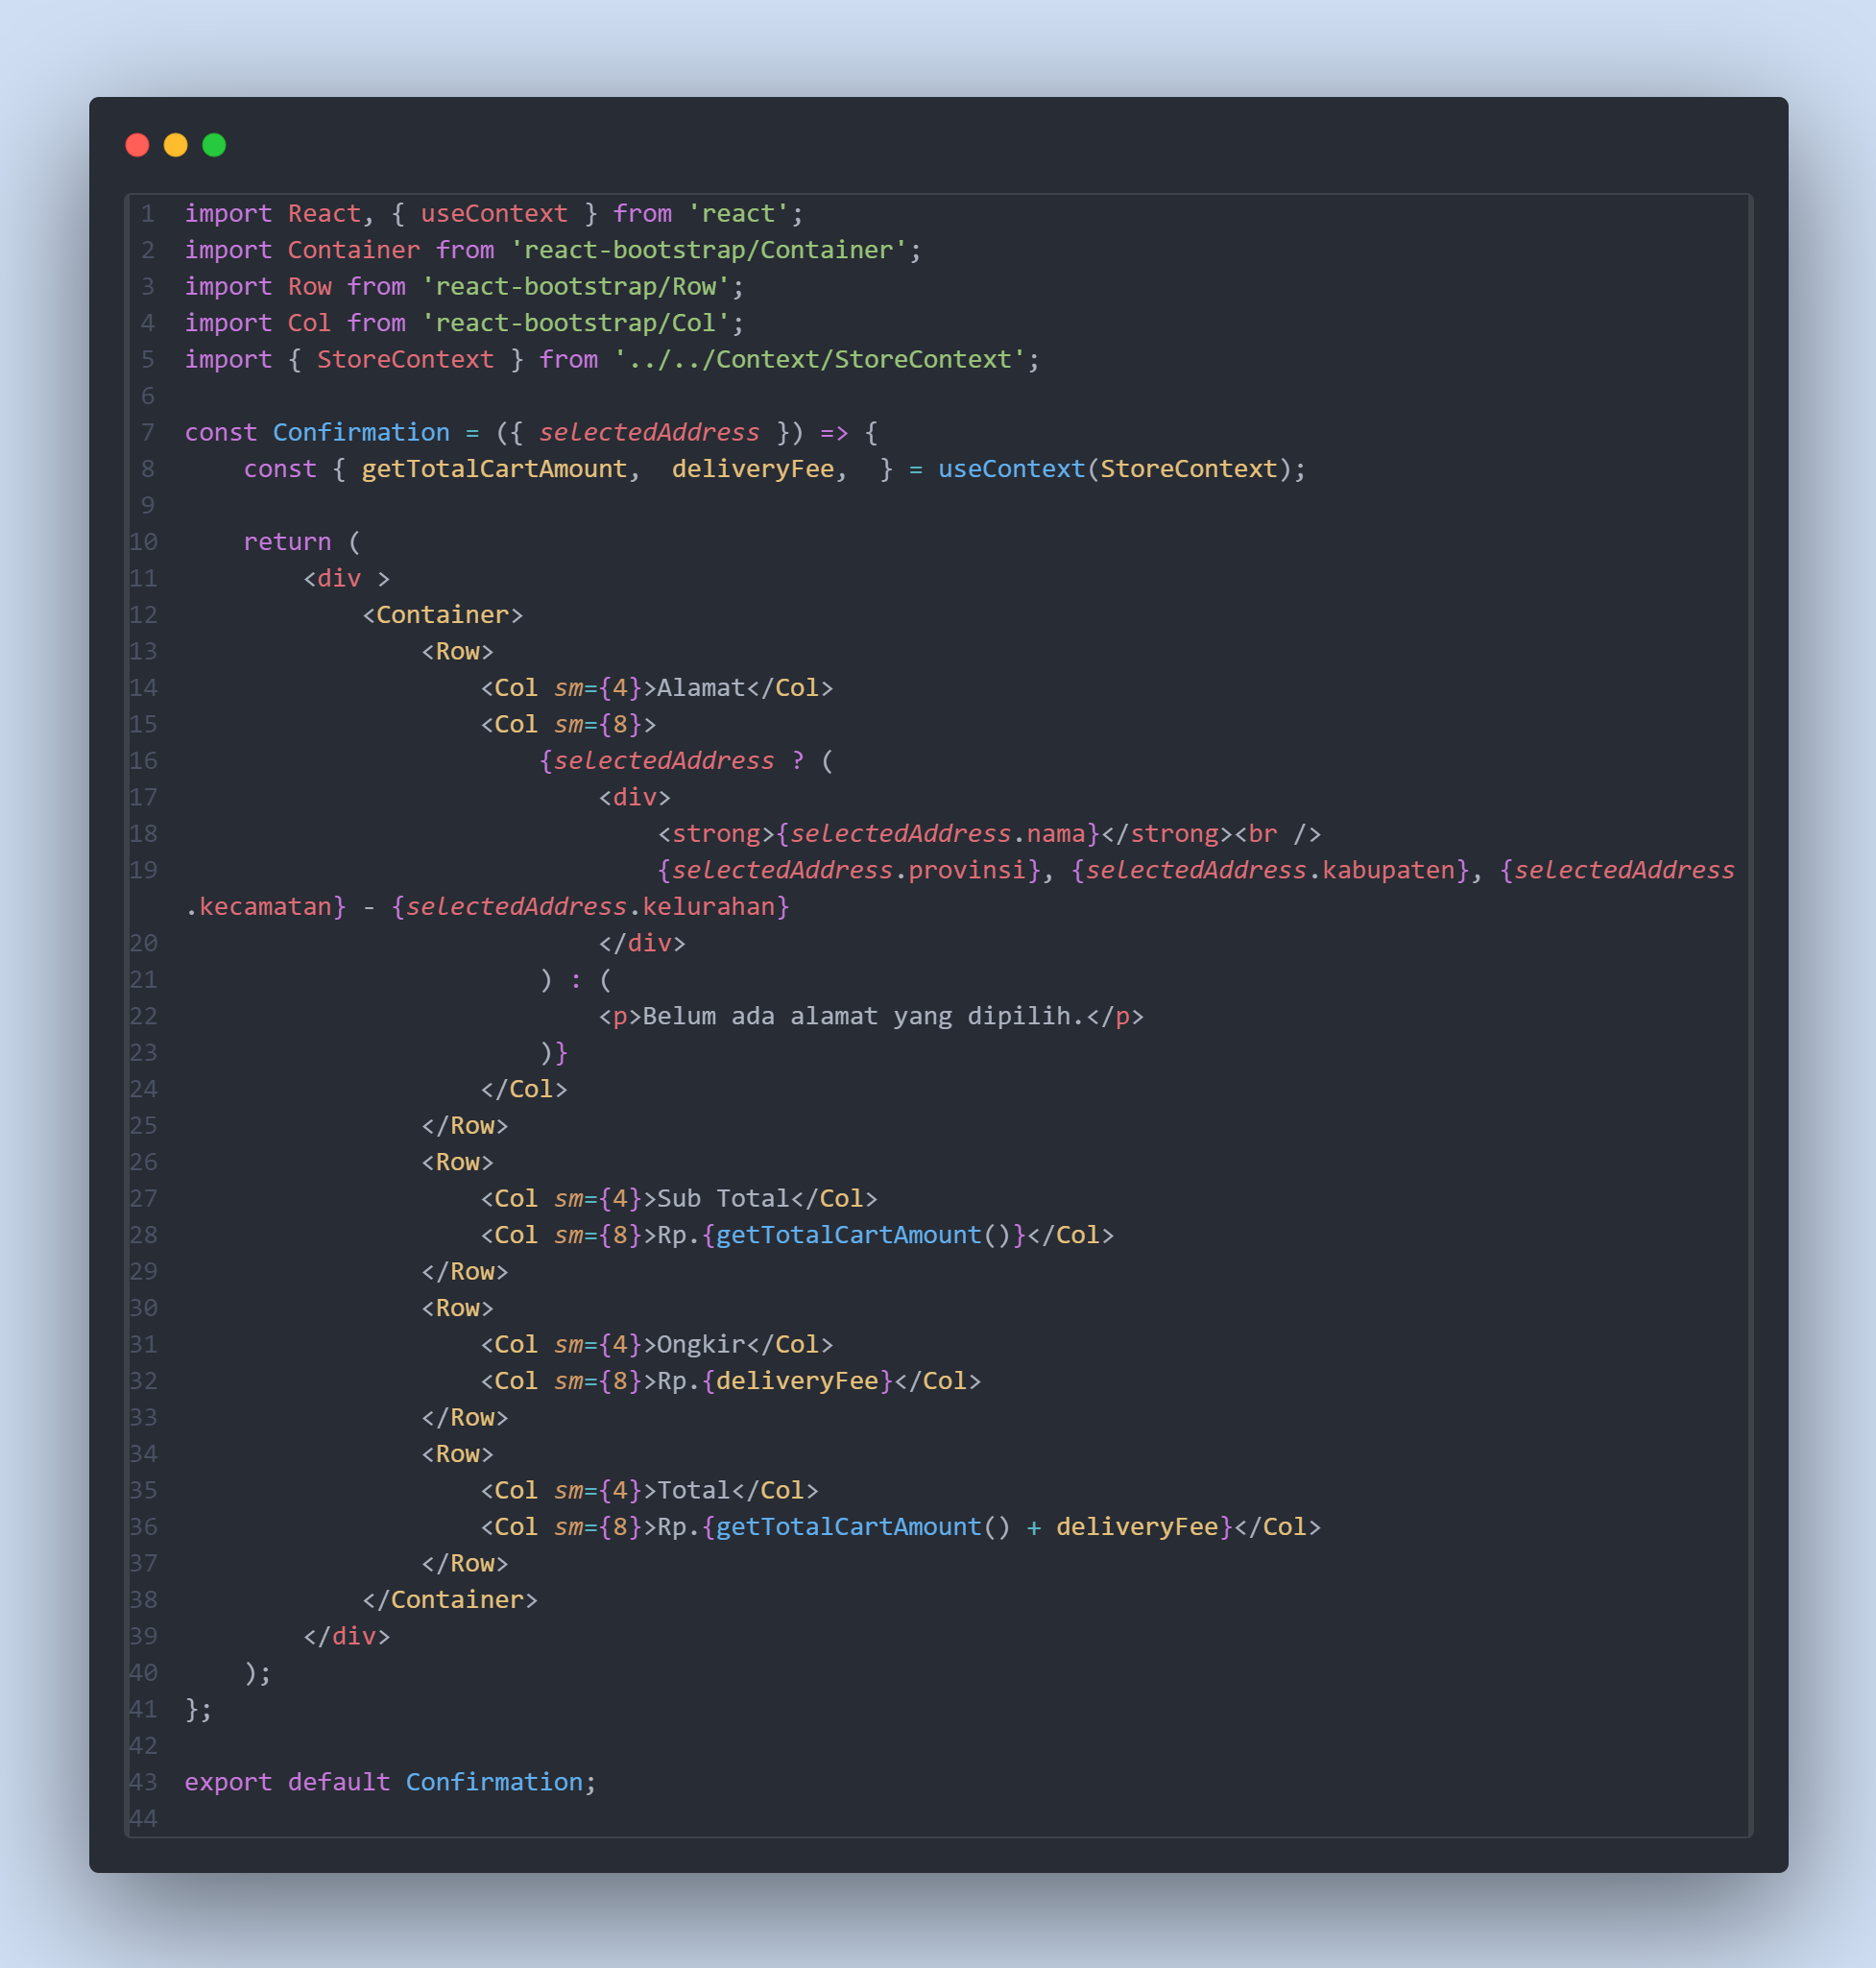 1 import React, { useContext } from 'react';
2 import Container from 'react-bootstrap/Container';
3 import Row from 'react-bootstrap/Row';
4 import Col from 'react-bootstrap/Col';
5 import { StoreContext } from '../../Context/StoreContext';
6
7 const Confirmation = ({ selectedAddress }) => {
8     const { getTotalCartAmount,  deliveryFee,  } = useContext(StoreContext);
9
10     return (
11         <div >
12             <Container>
13                 <Row>
14                     <Col sm={4}>Alamat</Col>
15                     <Col sm={8}>
16                         {selectedAddress ? (
17                             <div>
18                                 <strong>{selectedAddress.nama}</strong><br />
19                                 {selectedAddress.provinsi}, {selectedAddress.kabupaten}, {selectedAddress
.kecamatan} - {selectedAddress.kelurahan}
20                             </div>
21                         ) : (
22                             <p>Belum ada alamat yang dipilih.</p>
23                         )}
24                     </Col>
25                 </Row>
26                 <Row>
27                     <Col sm={4}>Sub Total</Col>
28                     <Col sm={8}>Rp.{getTotalCartAmount()}</Col>
29                 </Row>
30                 <Row>
31                     <Col sm={4}>Ongkir</Col>
32                     <Col sm={8}>Rp.{deliveryFee}</Col>
33                 </Row>
34                 <Row>
35                     <Col sm={4}>Total</Col>
36                     <Col sm={8}>Rp.{getTotalCartAmount() + deliveryFee}</Col>
37                 </Row>
38             </Container>
39         </div>
40     );
41 };
42
43 export default Confirmation;
44